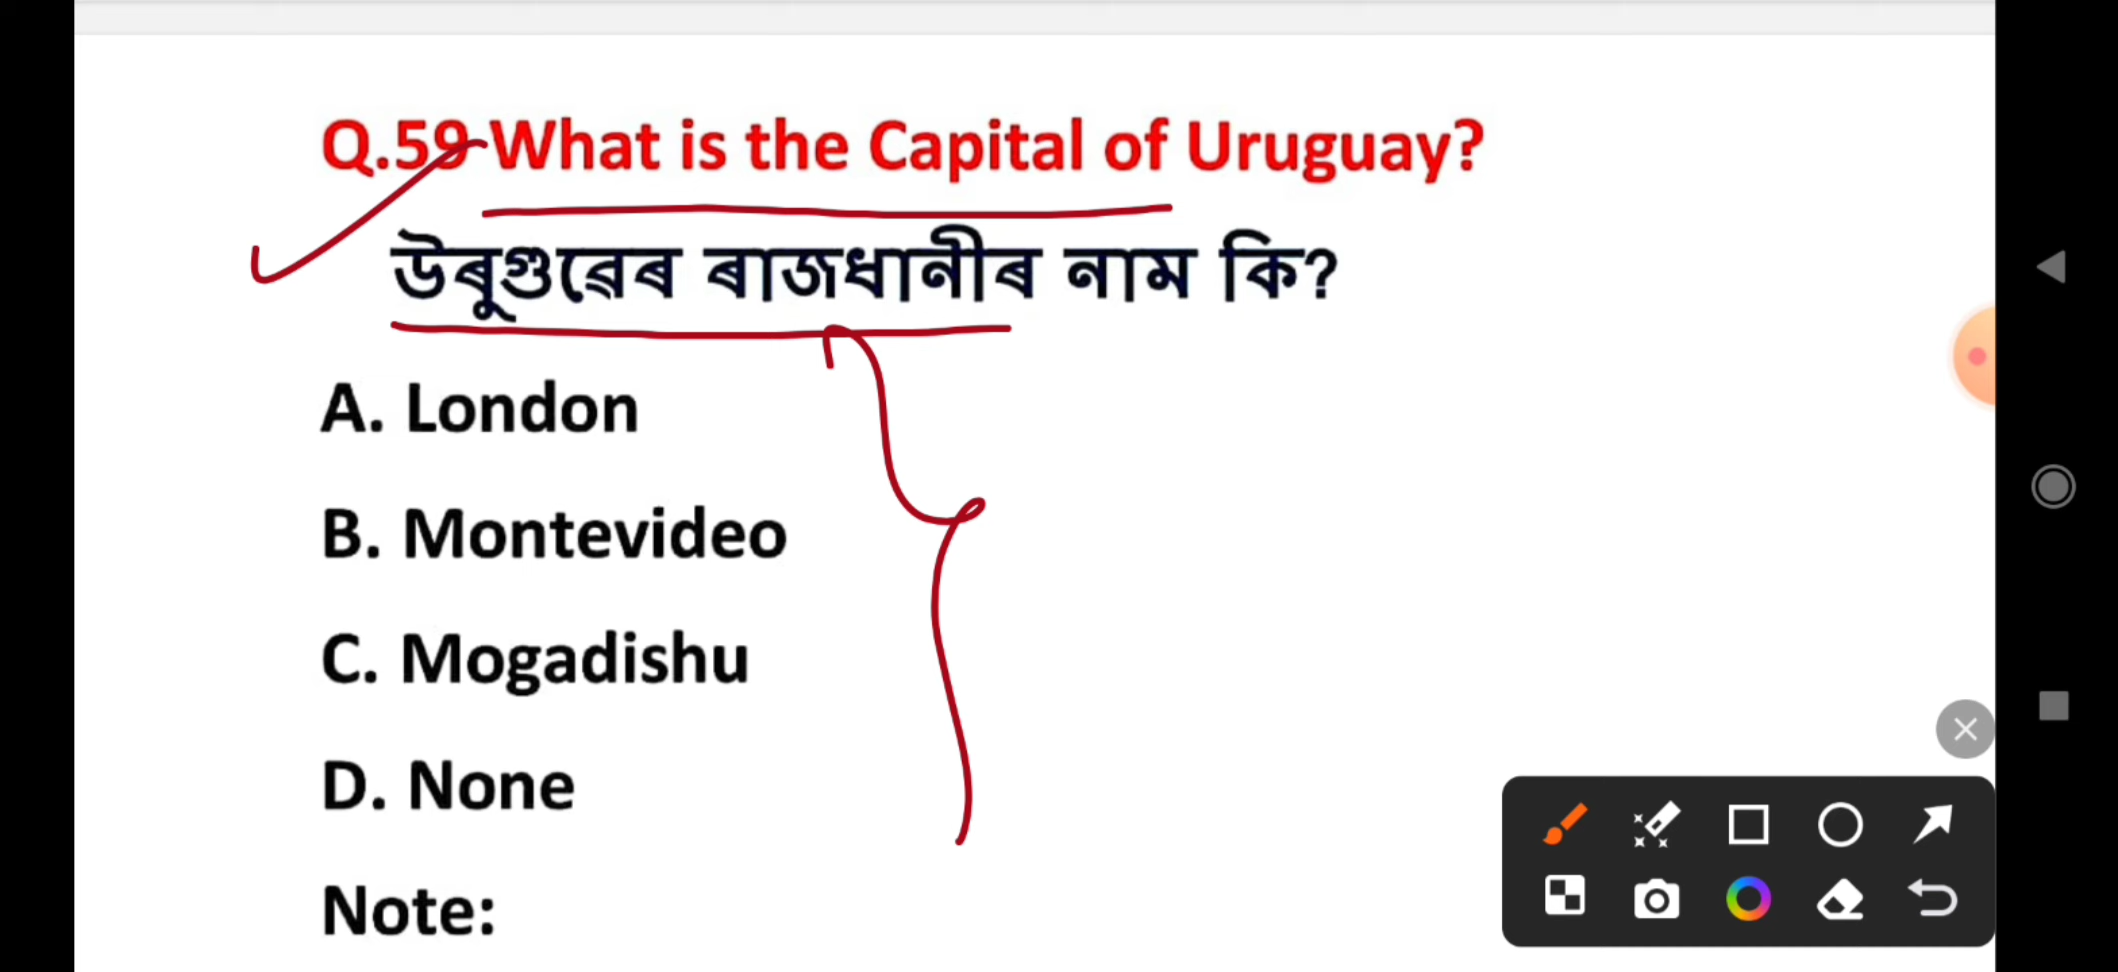 Q.59-What is the Capital of Uruguay?
উৰুগুৱেৰ ৰাজধানীৰ নাম কি?
A. London
B. Montevideo
C. Mogadishu
D. None
Note: